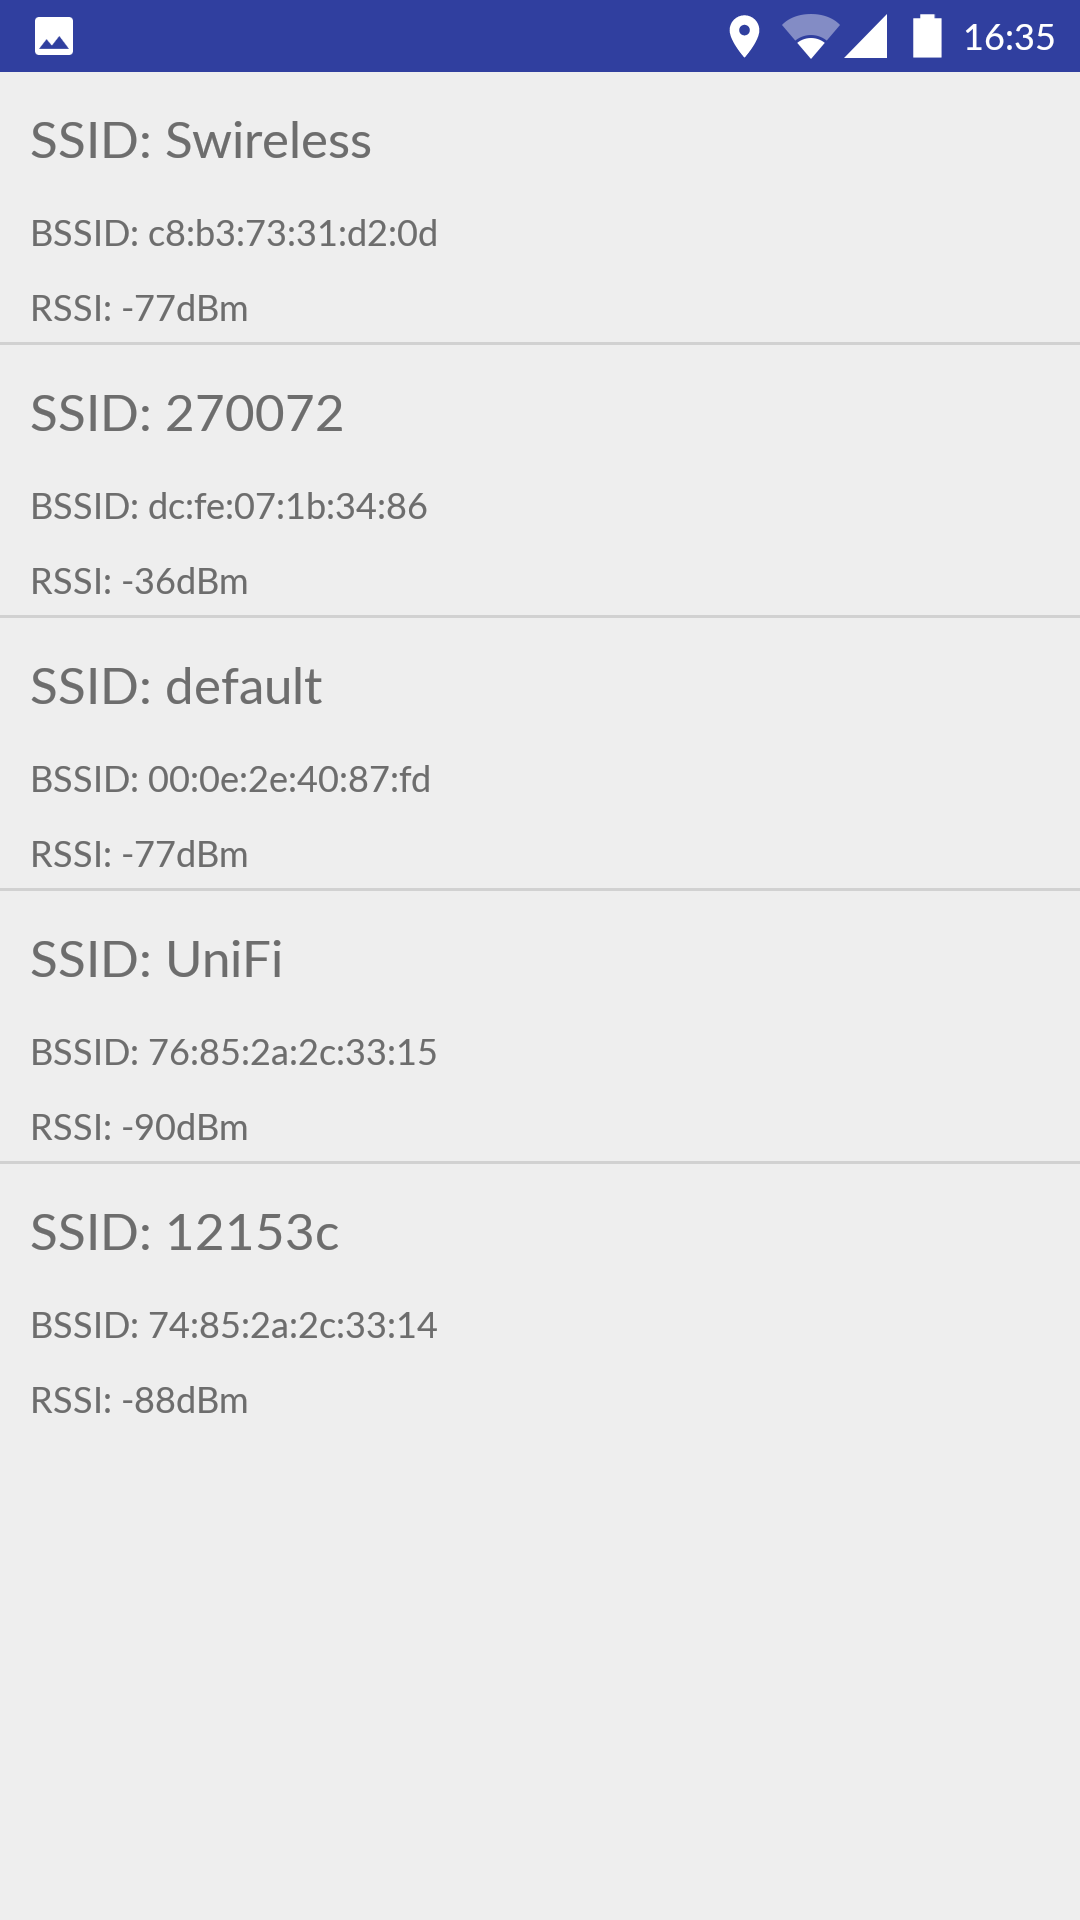 16:35
SSID: Swireless
BSSID: c8:b3:73:31:d2:0d
RSSI: -77dBm
SSID: 270072
BSSID: dc:fe:07:1b:34:86
RSSI: -36dBm
SSID: default
BSSID: 00:0e:2e:40:87:fd
RSSI: -77dBm
SSID: UniFi
BSSID: 76:85:2a:2c:33:15
RSSI: -90dBm
SSID: 12153c
BSSID: 74:85:2a:2c:33:14
RSSI: -88dBm